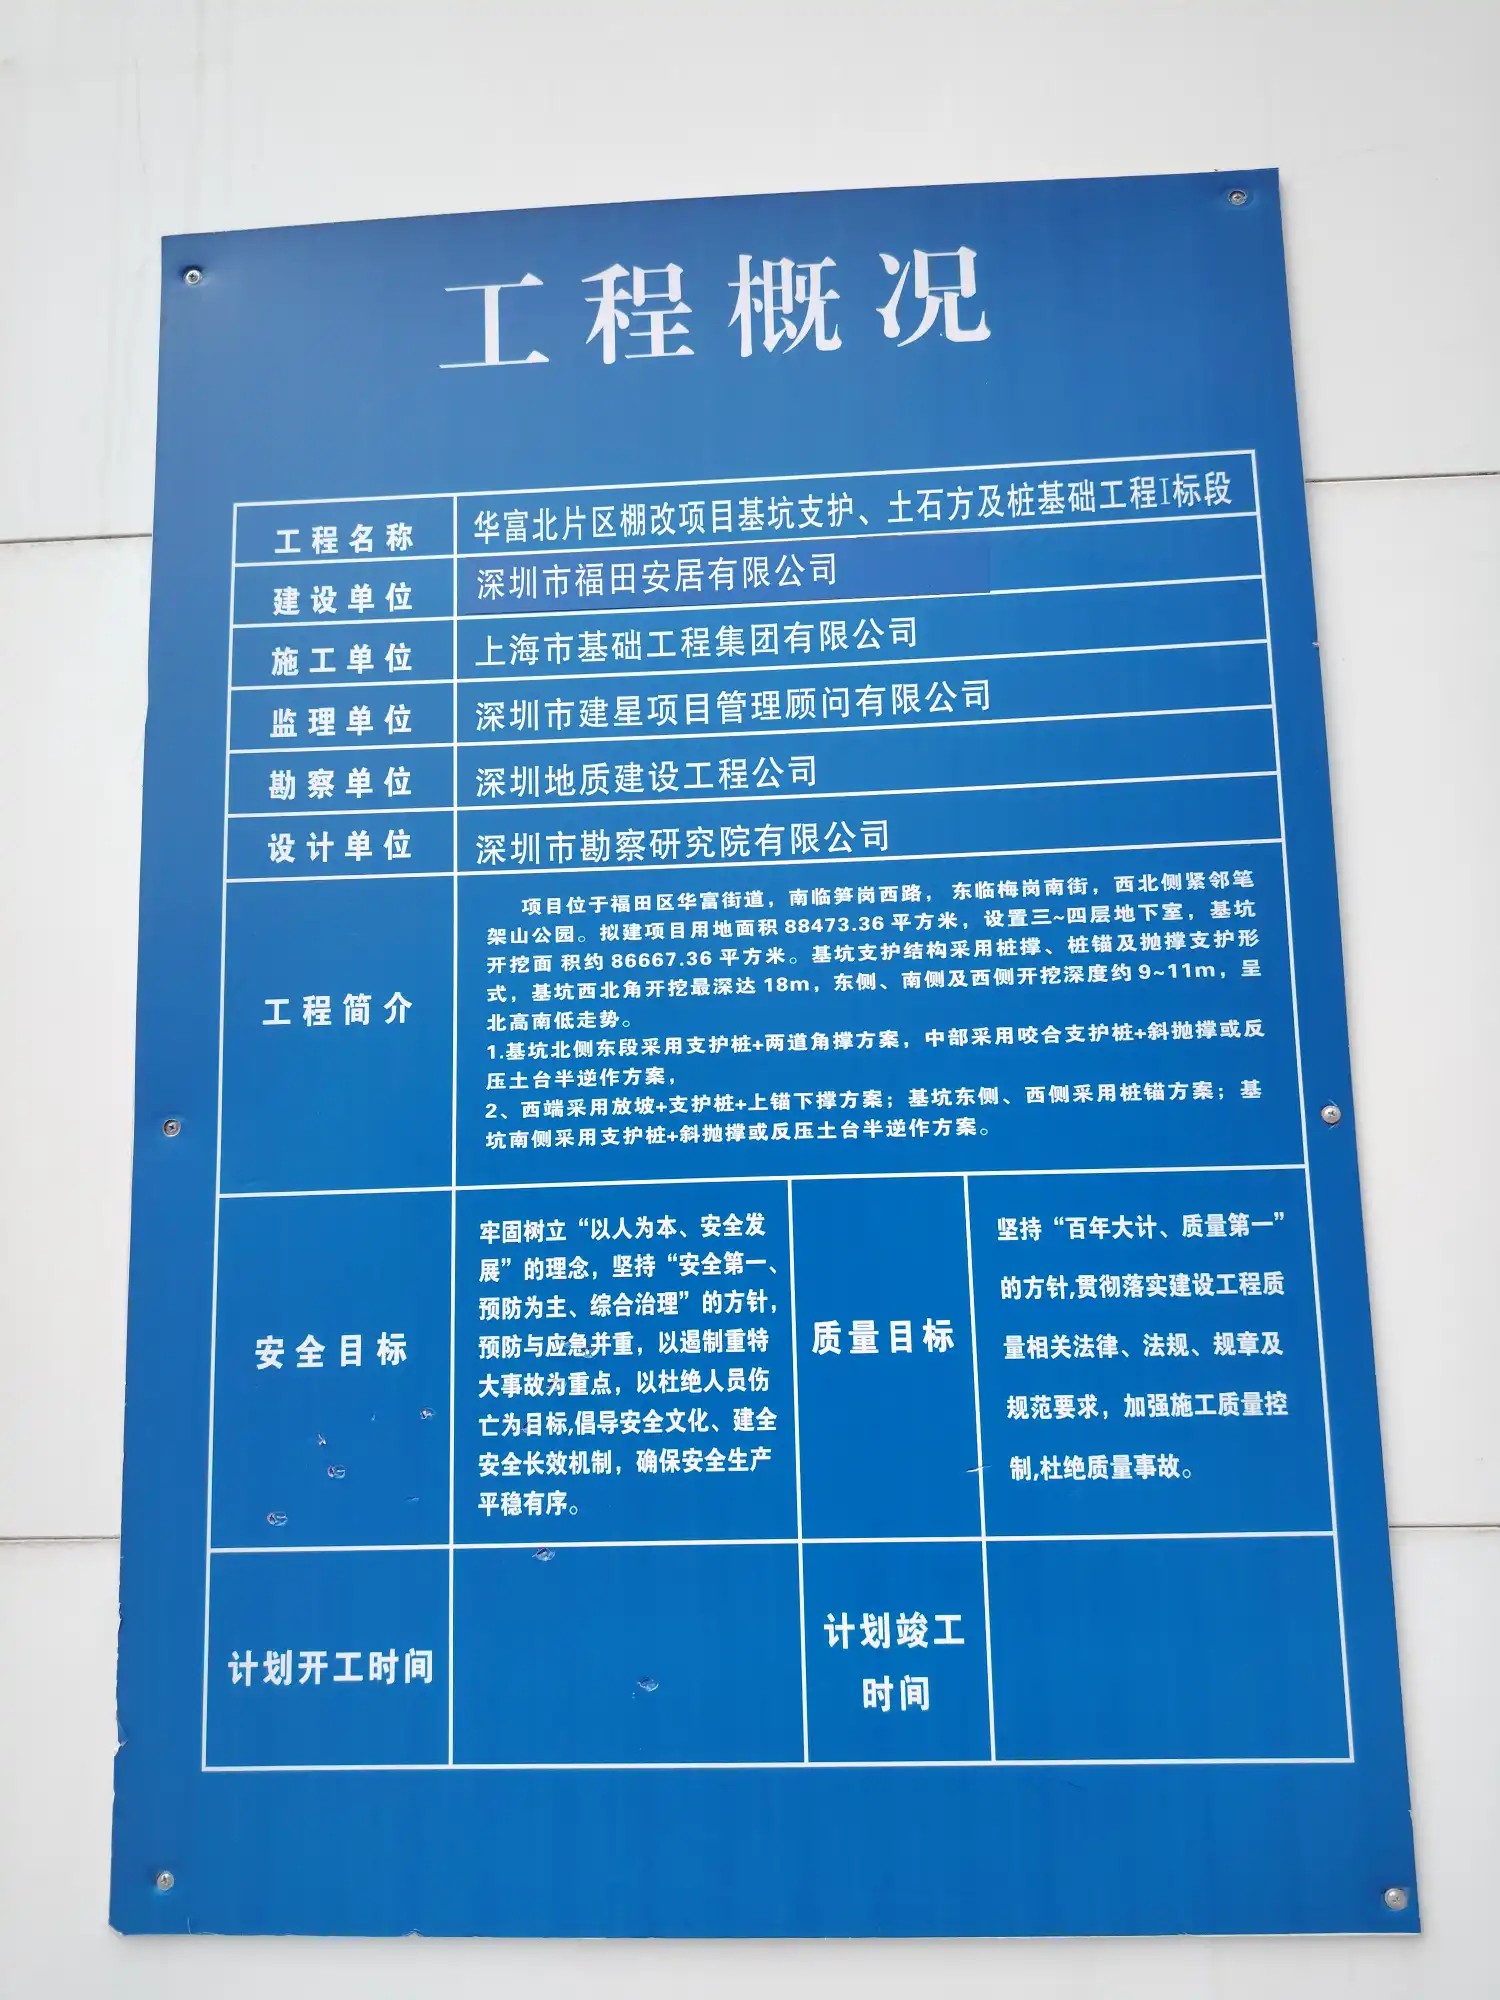 工程概况
工程名称 华富北片区棚改项目基坑支护、土石方及桩基础工程I标段
建设单位 深圳市福田安居有限公司
施工单位 上海市基础工程集团有限公司
监理单位 深圳市建星项目管理顾问有限公司
勘察单位 深圳地质建设工程公司
设计单位 深圳市勘察研究院有限公司
工程简介
项目位于福田区华富街道，南临笋岗西路，东临梅岗南街，西北侧紧邻笔
架山公园。拟建项目用地面积 88473.36 平方米，设置三~四层地下室，基坑
开挖面 积约 86667.36 平方米。基坑支护结构采用桩撑、桩锚及抛撑支护形
式，基坑西北角开挖最深达 18m，东侧、南侧及西侧开挖深度约 9~11m，呈
北高南低走势。
1.基坑北侧东段采用支护桩+两道角撑方案，中部采用咬合支护桩+斜抛撑或反
压土台半逆作方案，
2、西端采用放坡+支护桩+上锚下撑方案；基坑东侧、西侧采用桩锚方案；基
坑南侧采用支护桩+斜抛撑或反压土台半逆作方案。
安全目标
牢固树立“以人为本、安全发
展”的理念，坚持“安全第一、
预防为主、综合治理”的方针，
预防与应急并重，以遏制重特
大事故为重点，以杜绝人员伤
亡为目标,倡导安全文化、建全
安全长效机制，确保安全生产
平稳有序。
质量目标
坚持“百年大计、质量第一”
的方针,贯彻落实建设工程质
量相关法律、法规、规章及
规范要求，加强施工质量控
制,杜绝质量事故。
计划开工时间
计划竣工
时间